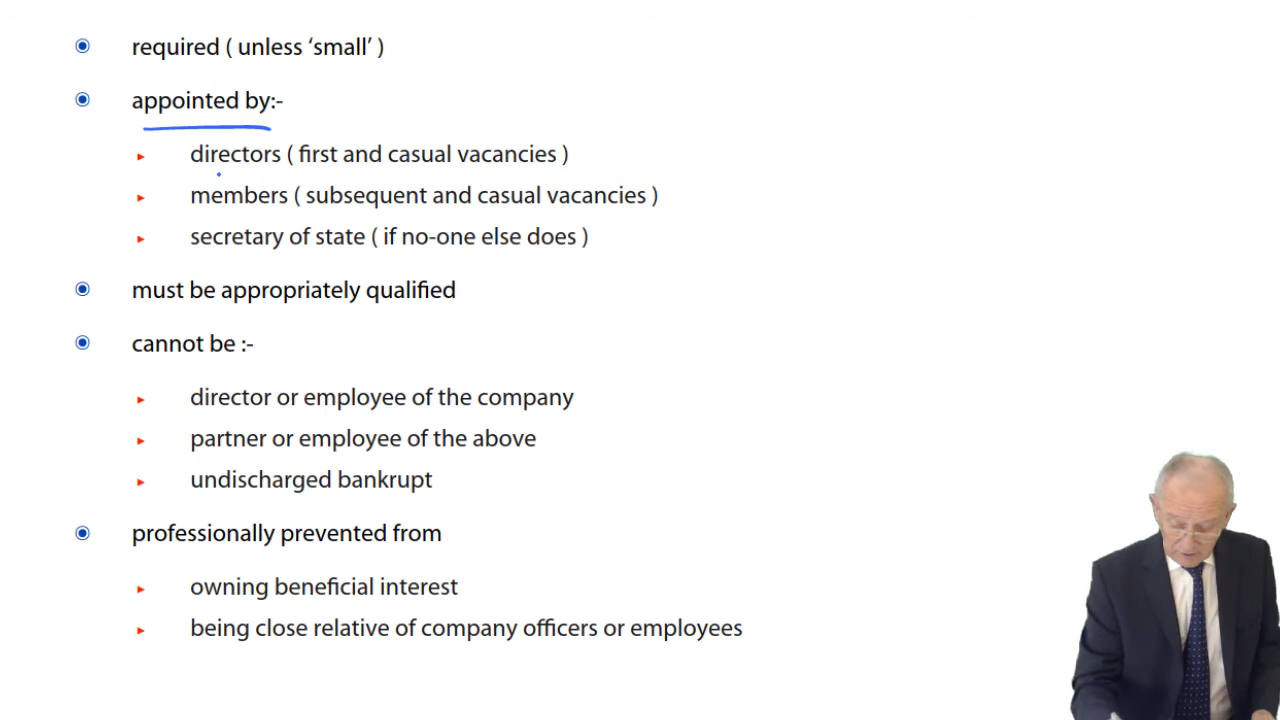 required ( unless ‘small’ )
appointed by:-
directors ( first and casual vacancies )
members ( subsequent and casual vacancies )
secretary of state ( if no-one else does )
must be appropriately qualified
cannot be :-
director or employee of the company
partner or employee of the above
undischarged bankrupt
professionally prevented from
owning beneficial interest
being close relative of company officers or employees